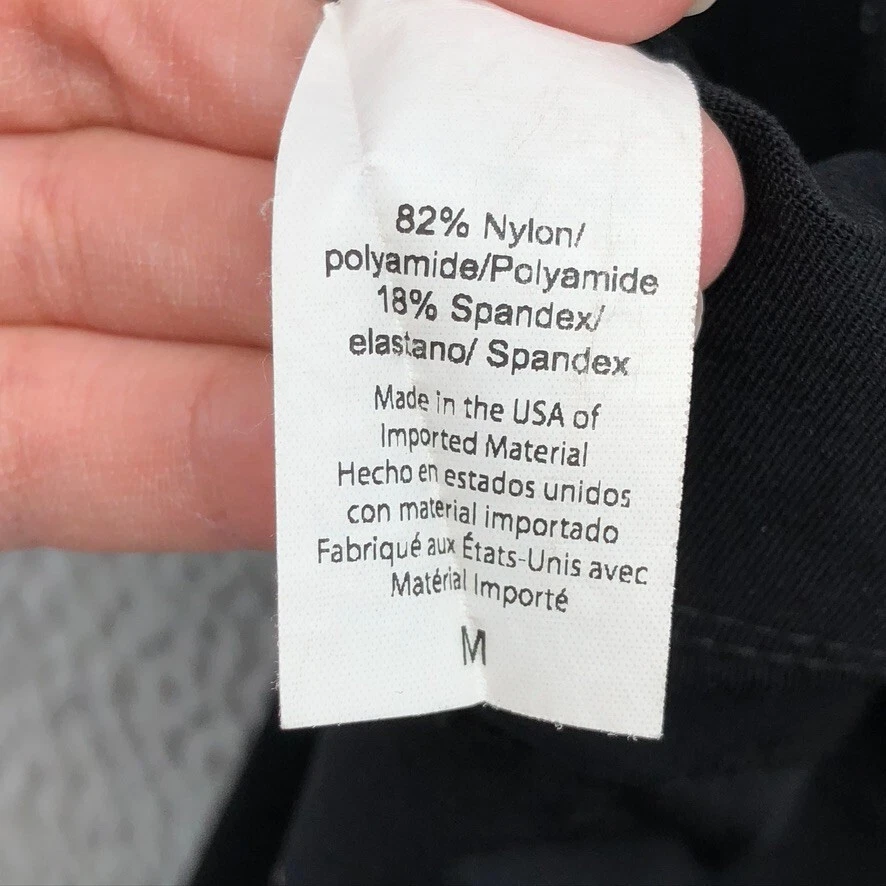 82% Nylon/
polyamide/Polyamide
18% Spandex/
elastano/ Spandex
Made in the USA of
Imported Material
Hecho en estados unidos
con material importado
Fabriqué aux États-Unis avec
Matérial Importé
M